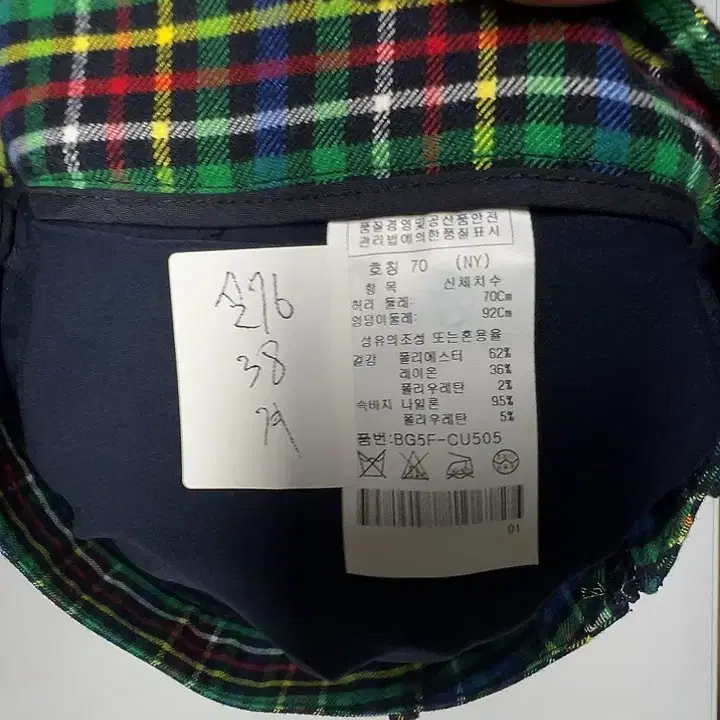 실76
38
겨
품질경영및공산품안전
관리법에의한품질표시
호칭 70 (NY)
항 목 신체치수
허리 둘레: 70Cm
엉덩이둘레: 92Cm
섬유의조성 또는혼용율
겉감 폴리에스터 62%
레이온 36%
폴리우레탄 2%
속바지 나일론 95%
폴리우레탄 5%
품번:BG5F-CU505
01